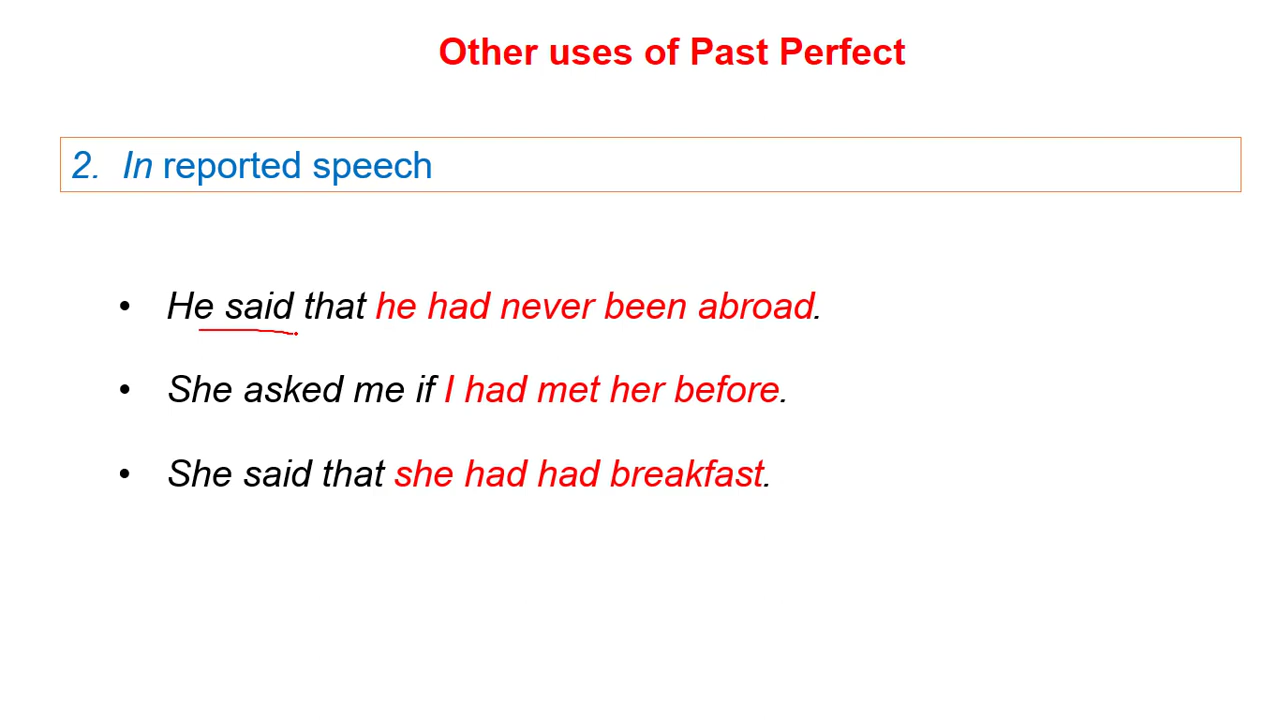 Other uses of Past Perfect
2. In reported speech
• He said that he had never been abroad.
• She asked me if I had met her before.
• She said that she had had breakfast.